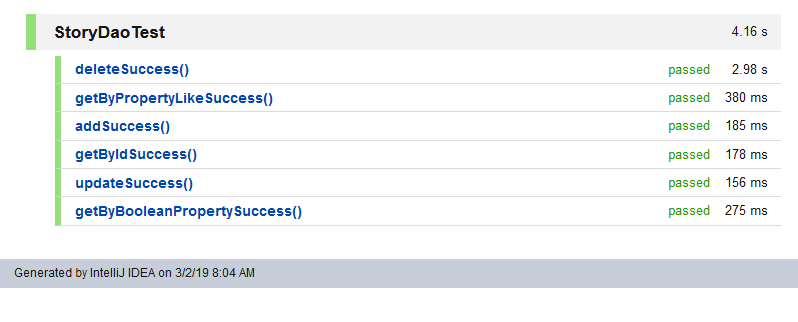 StoryDaoTest 4.16 s
deleteSuccess() passed 2.98 s
getByPropertyLikeSuccess() passed 380 ms
addSuccess() passed 185 ms
getByIdSuccess() passed 178 ms
updateSuccess() passed 156 ms
getByBooleanPropertySuccess() passed 275 ms
Generated by IntelliJ IDEA on 3/2/19 8:04 AM